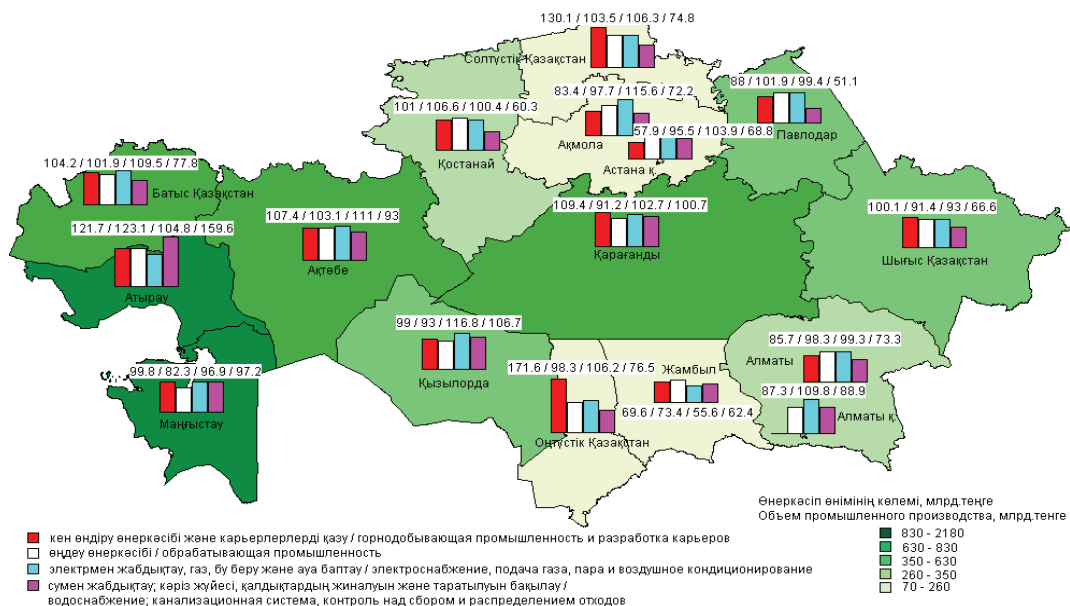 130.1 / 103.5 / 106.3 / 74.8
Солтүстік Қазақстан
83.4 / 97.7 / 115.6 / 72.2
88 / 101.9 / 99.4 / 51.1
101 / 106.6 / 100.4 / 60.3
57.9 / 95.5 / 103.9 / 68.8
Ақмола
Павлодар
Қостанай
Астана қ.
104.2 / 101.9 / 109.5 / 77.8
Батыс Қазақстан
107.4 / 103.1 / 111 / 93
109.4 / 91.2 / 102.7 / 100.7
100.1 / 91.4 / 93 / 66.6
121.7 / 123.1 / 104.8 / 159.6
Қарағанды
Шығыс Қазақстан
Ақтөбе
Атырау
99 / 93 / 116.8 / 106.7
85.7 / 98.3 / 99.3 / 73.3
Алматы
171.6 / 98.3 / 106.2 / 76.5
Жамбыл
99.8 / 82.3 / 96.9 / 97.2
Қызылорда
87.3 / 109.8 / 88.9
69.6 / 73.4 / 55.6 / 62.4
Алматы қ.
Маңғыстау
Оңтүстік Қазақстан
Өнеркәсіп өнімінің көлемі, млрд.теңге
Объем промышленного производства, млрд.тенге
830 - 2180
630 - 830
350 - 630
260 - 350
70 - 260
кен өндіру өнеркәсібі және карьерлерлерді қазу / горнодобывающая промышленность и разработка карьеров
өңдеу өнеркәсібі / обрабатывающая промышленность
электрмен жабдықтау, газ, бу беру және ауа баптау / электроснабжение, подача газа, пара и воздушное кондиционирование
сумен жабдықтау; кәріз жүйесі, қалдықтардың жиналуын және таратылуын бақылау /
водоснабжение; канализационная система, контроль над сбором и распределением отходов